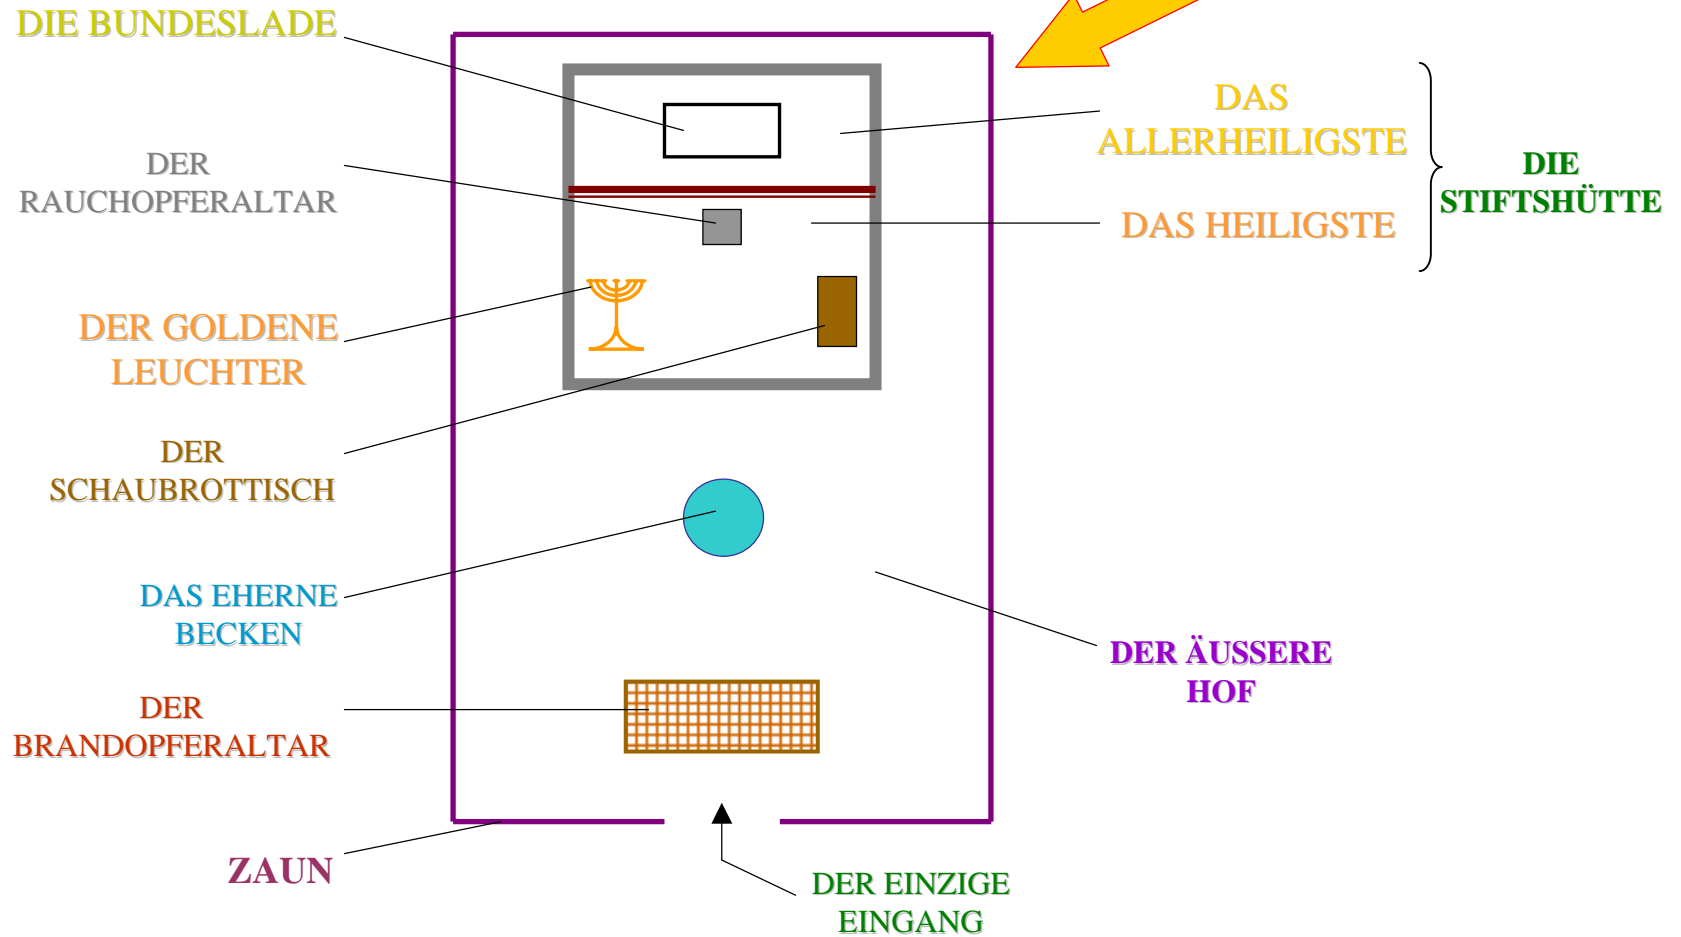 DIE BUNDESLADE
DER
RAUCHOPFERALTAR
DER GOLDENE
LEUCHTER
DER
SCHAUBROTTISCH
DAS EHERNE
BECKEN
DER
BRANDOPFERALTAR
ZAUN
DAS
ALLERHEILIGSTE
DAS HEILIGSTE
DIE
STIFTSHÜTTE
DER ÄUSSERE
HOF
DER EINZIGE
EINGANG